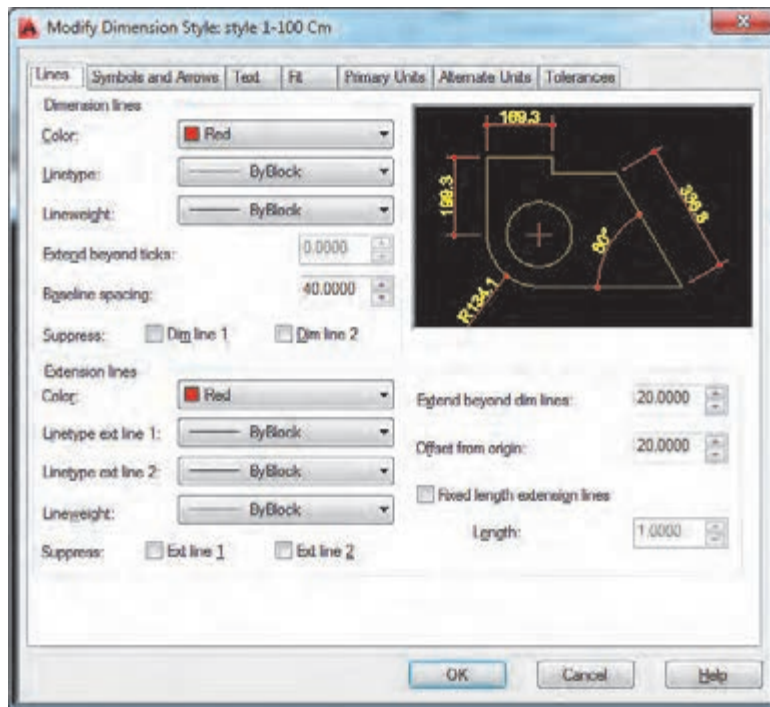 Modify Dimension Style: style 1-100 Cm
Lines Symbols and Arrows Text Fit Primary Units Alternate Units Tolerances
Dimension lines
Color: Red
Linetype: ByBlock
Lineweight: ByBlock
Extend beyond ticks: 0.0000
Baseline spacing: 40.0000
Suppress: Dim line 1 Dim line 2
169.3
199.3
336.8
80°
R134.1
Extension lines
Color: Red
Linetype ext line 1: ByBlock
Linetype ext line 2: ByBlock
Lineweight: ByBlock
Suppress: Ext line 1 Ext line 2
Extend beyond dim lines: 20.0000
Offset from origin: 20.0000
Fixed length extension lines
Length: 1.0000
OK Cancel Help